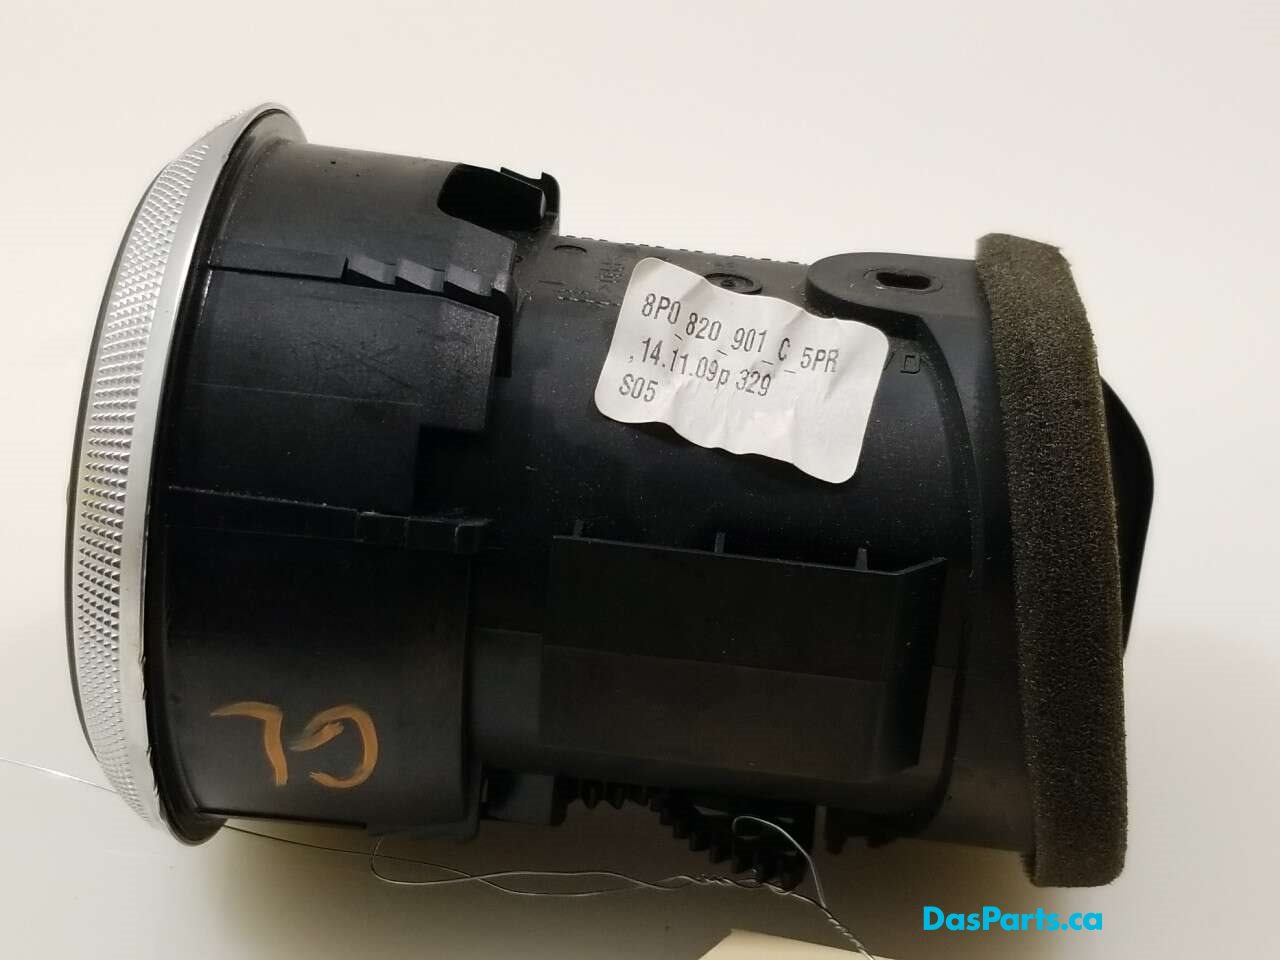 8P0_820_901_C_5PR
, 14.11.09p 329
S05
D
CL
DasParts.ca